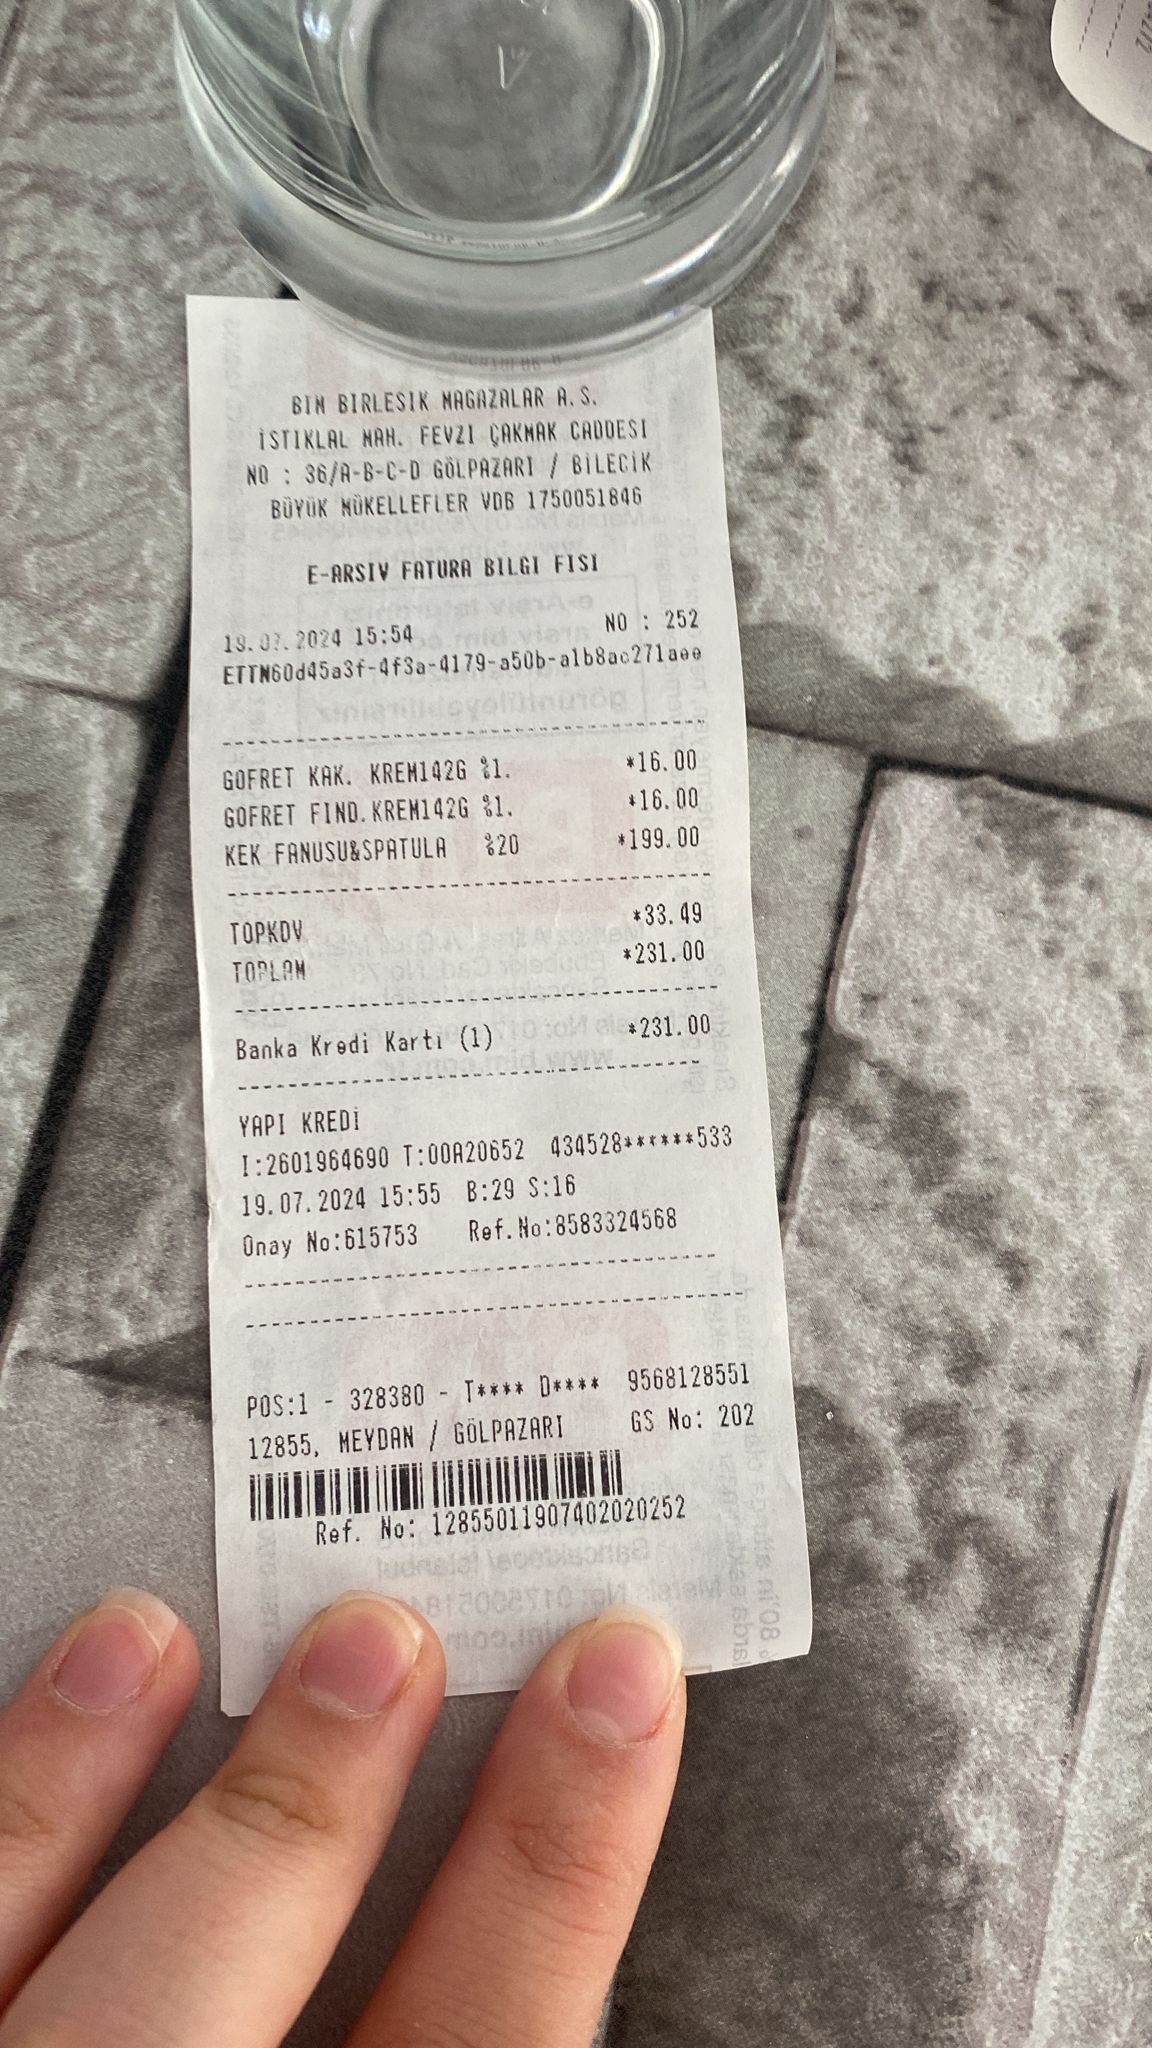 BIM BIRLESIK MAGAZALAR A.S.
İSTIKLAL MAH. FEVZI ÇAKMAK CADDESI
NO : 36/A-B-C-D GÖLPAZARI / BİLECİK
BÜYÜK MÜKELLEFLER VDB 1750051846
E-ARSIV FATURA BILGI FISI
19.07.2024 15:54 NO : 252
ETTN60d45a3f-4f3a-4179-a50b-a1b8ac271aee
GOFRET KAK. KREM142G %1. *16.00
GOFRET FIND.KREM142G %1. *16.00
KEK FANUSU&SPATULA %20 *199.00
TOPKDV *33.49
TOPLAM *231.00
Banka Kredi Kartı (1) *231.00
YAPI KREDİ
I:2601964690 T:00A20652 434528******533
19.07.2024 15:55 B:29 S:16
Onay No:615753 Ref.No:8583324568
POS:1 - 328380 - T**** D**** 9568128551
12855, MEYDAN / GÖLPAZARI GS No: 202
Ref. No: 12855011907402020252